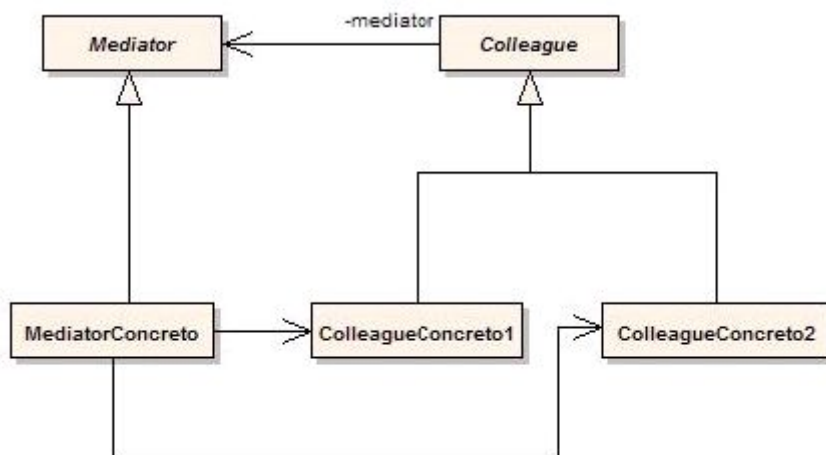 -mediator
Mediator
Colleague
MediatorConcreto
ColleagueConcreto1
ColleagueConcreto2